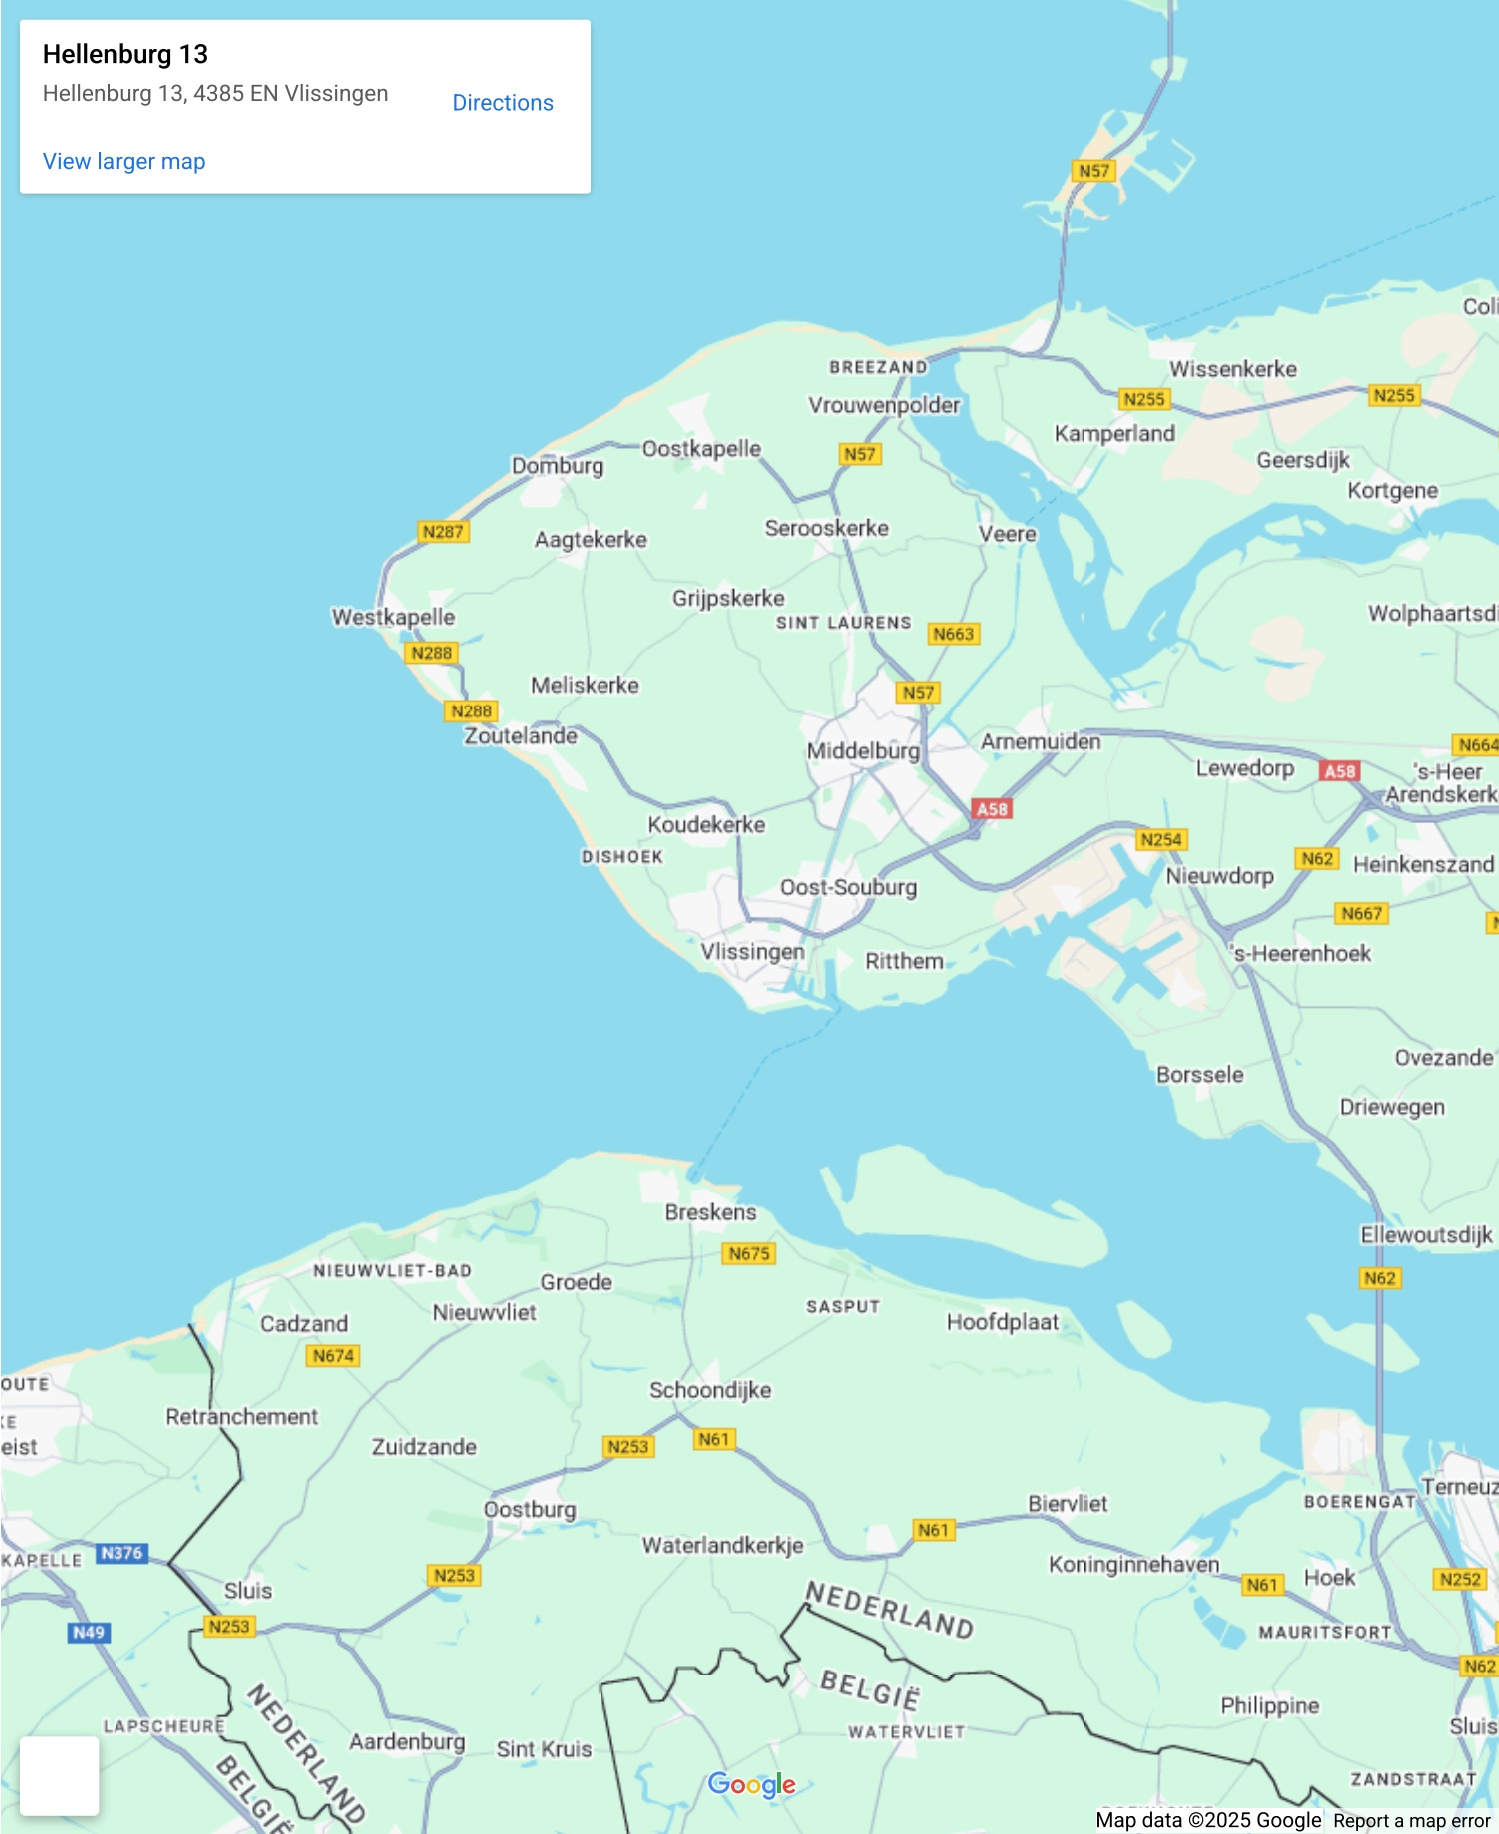 Hellenburg 13
Hellenburg 13, 4385 EN Vlissingen
Directions
View larger map
N57
Coli
BREEZAND
Wissenkerke
Vrouwenpolder
N255
N255
Kamperland
Oostkapelle
N57
Domburg
Geersdijk
Kortgene
N287
Serooskerke
Veere
Aagtekerke
Grijpskerke
Westkapelle
SINT LAURENS
Wolphaartsdi
N663
N288
Meliskerke
N57
N288
Zoutelande
Middelburg
Arnemuiden
N664
Lewedorp
A58
's-Heer
Arendskerk
A58
Koudekerke
N254
DISHOEK
N62
Heinkenszand
Oost-Souburg
Nieuwdorp
N667
N
Vlissingen
Ritthem
's-Heerenhoek
Ovezande
Borssele
Driewegen
Breskens
Ellewoutsdijk
N675
NIEUWVLIET-BAD
Groede
N62
SASPUT
Nieuwvliet
Cadzand
Hoofdplaat
N674
OUTE
KE
eist
Schoondijke
Retranchement
Zuidzande
N253
N61
Terneuz
BOERENGAT
Oostburg
Biervliet
N61
Waterlandkerkje
N376
KAPELLE
Koninginnehaven
N253
Sluis
N61
Hoek
N252
NEDERLAND
N253
N49
MAURITSFORT
N62
BELGIË
NEDERLAND
Philippine
LAPSCHEURE
Sluis
WATERVLIET
Aardenburg
Sint Kruis
BELGIË
ZANDSTRAAT
Google
Map data ©2025 Google
Report a map error